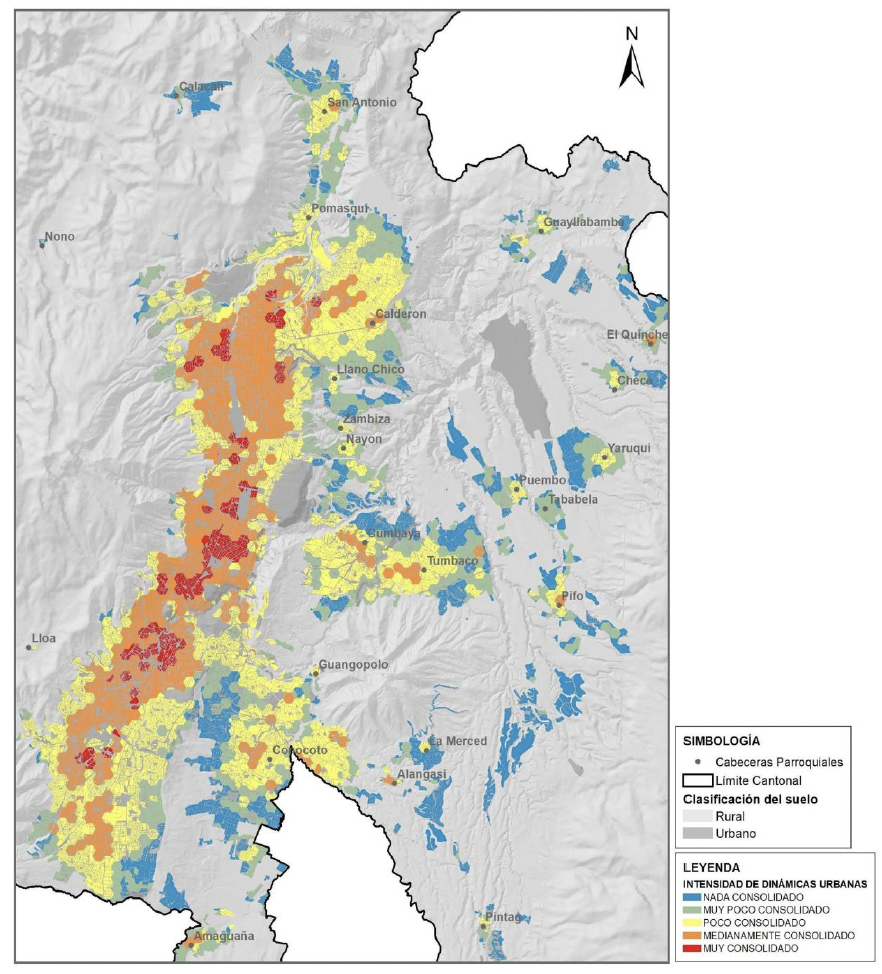 N
Calacali
San Antonio
Pomasqui
Nono
Guayllabamba
Calderon
El Quinche
Llano Chico
Checa
Zambiza
Nayon
Yaruqui
Puembo
Tababela
Cumbaya
Tumbaco
Pifo
Lloa
Guangopolo
Conocoto
La Merced
Alangasi
Pintag
Amaguaña
SIMBOLOGÍA
Cabeceras Parroquiales
Límite Cantonal
Clasificación del suelo
Rural
Urbano
LEYENDA
INTENSIDAD DE DINÁMICAS URBANAS
NADA CONSOLIDADO
MUY POCO CONSOLIDADO
POCO CONSOLIDADO
MEDIANAMENTE CONSOLIDADO
MUY CONSOLIDADO